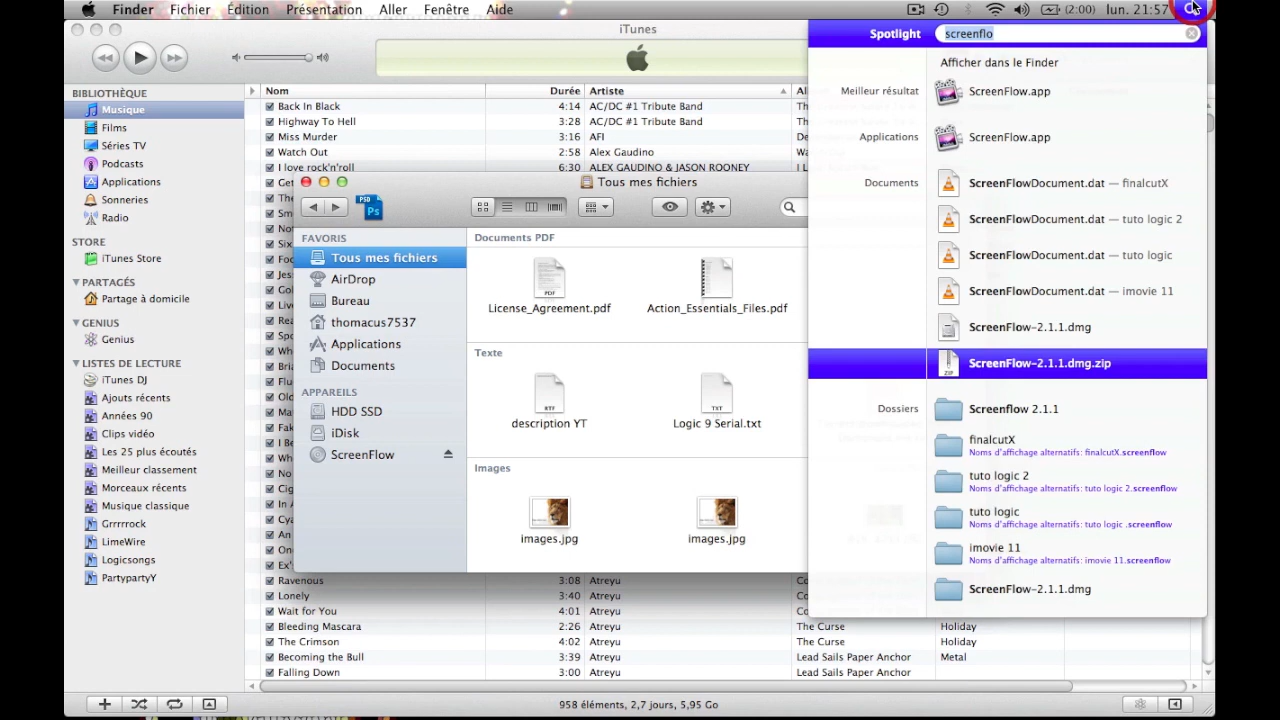 Finder Fichier Édition Présentation Aller Fenêtre Aide (2:00) lun. 21:57
iTunes
Spotlight screenflo
Afficher dans le Finder
Meilleur résultat ScreenFlow.app
Applications ScreenFlow.app
Documents ScreenFlowDocument.dat — finalcutX
ScreenFlowDocument.dat — tuto logic 2
ScreenFlowDocument.dat — tuto logic
ScreenFlowDocument.dat — imovie 11
ScreenFlow-2.1.1.dmg
ZIP ScreenFlow-2.1.1.dmg.zip
Dossiers Screenflow 2.1.1
finalcutX
Noms d'affichage alternatifs: finalcutX.screenflow
tuto logic 2
Noms d'affichage alternatifs: tuto logic 2.screenflow
tuto logic
Noms d'affichage alternatifs: tuto logic .screenflow
imovie 11
Noms d'affichage alternatifs: imovie 11.screenflow
ScreenFlow-2.1.1.dmg
BIBLIOTHÈQUE
Musique
Films
Séries TV
Podcasts
Applications
Sonneries
Radio
STORE
iTunes Store
PARTAGÉS
Partage à domicile
GENIUS
Genius
LISTES DE LECTURE
iTunes DJ
Ajouts récents
Années 90
Clips vidéo
Les 25 plus écoutés
Meilleur classement
Morceaux récents
Musique classique
Grrrrrock
LimeWire
Logicsongs
PartypartyY
Nom Durée Artiste
Back In Black 4:14 AC/DC #1 Tribute Band
Highway To Hell 3:28 AC/DC #1 Tribute Band
Miss Murder 3:16 AFI
Watch Out 2:58 Alex Gaudino
I love rock'n'roll 6:30 ALEX GAUDINO & JASON ROONEY
Tous mes fichiers
PSD Ps
FAVORIS
Tous mes fichiers
AirDrop
Bureau
thomacus7537
Applications
Documents
APPAREILS
HDD SSD
iDisk
ScreenFlow
Documents PDF
PDF
License_Agreement.pdf Action_Essentials_Files.pdf
Texte
RTF TXT
description YT Logic 9 Serial.txt
Images
images.jpg images.jpg
Ravenous 3:08 Atreyu
Lonely 3:40 Atreyu
Wait for You 4:01 Atreyu
Bleeding Mascara 2:26 Atreyu The Curse Holiday
The Crimson 4:02 Atreyu The Curse Holiday
Becoming the Bull 3:39 Atreyu Lead Sails Paper Anchor Metal
Falling Down 3:00 Atreyu Lead Sails Paper Anchor
958 éléments, 2,7 jours, 5,95 Go